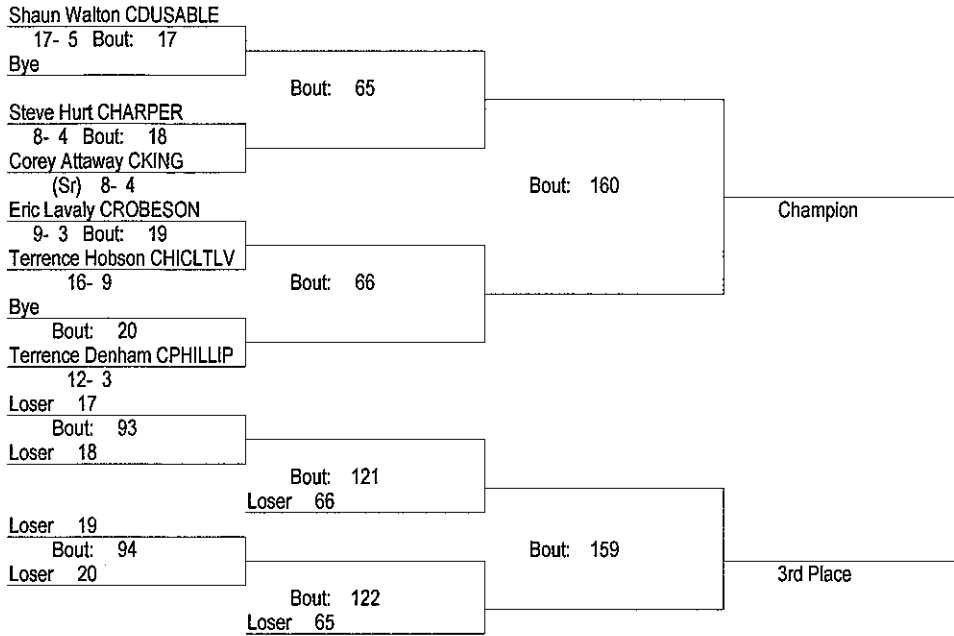 Shaun Walton CDUSABLE
17- 5 Bout: 17
Bye
Bout: 65
Steve Hurt CHARPER
8- 4 Bout: 18
Corey Attaway CKING
(Sr) 8- 4
Bout: 160
Champion
Eric Lavaly CROBESON
9- 3 Bout: 19
Terrence Hobson CHICLTLV
16- 9
Bout: 66
Bye
Bout: 20
Terrence Denham CPHILLIP
12- 3
Loser 17
Bout: 93
Loser 18
Bout: 121
Loser 66
Loser 19
Bout: 94
Loser 20
Bout: 159
3rd Place
Bout: 122
Loser 65